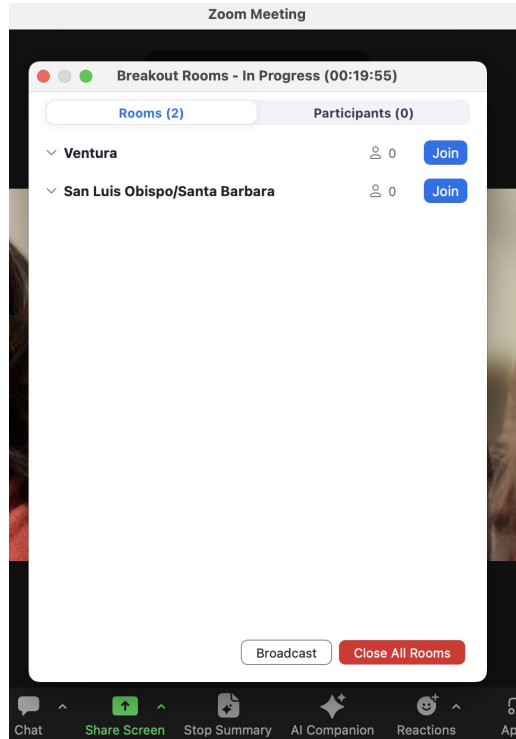 Zoom Meeting
Breakout Rooms - In Progress (00:19:55)
Rooms (2) Participants (0)
Ventura 0 Join
San Luis Obispo/Santa Barbara 0 Join
Broadcast Close All Rooms
Chat Share Screen Stop Summary AI Companion Reactions